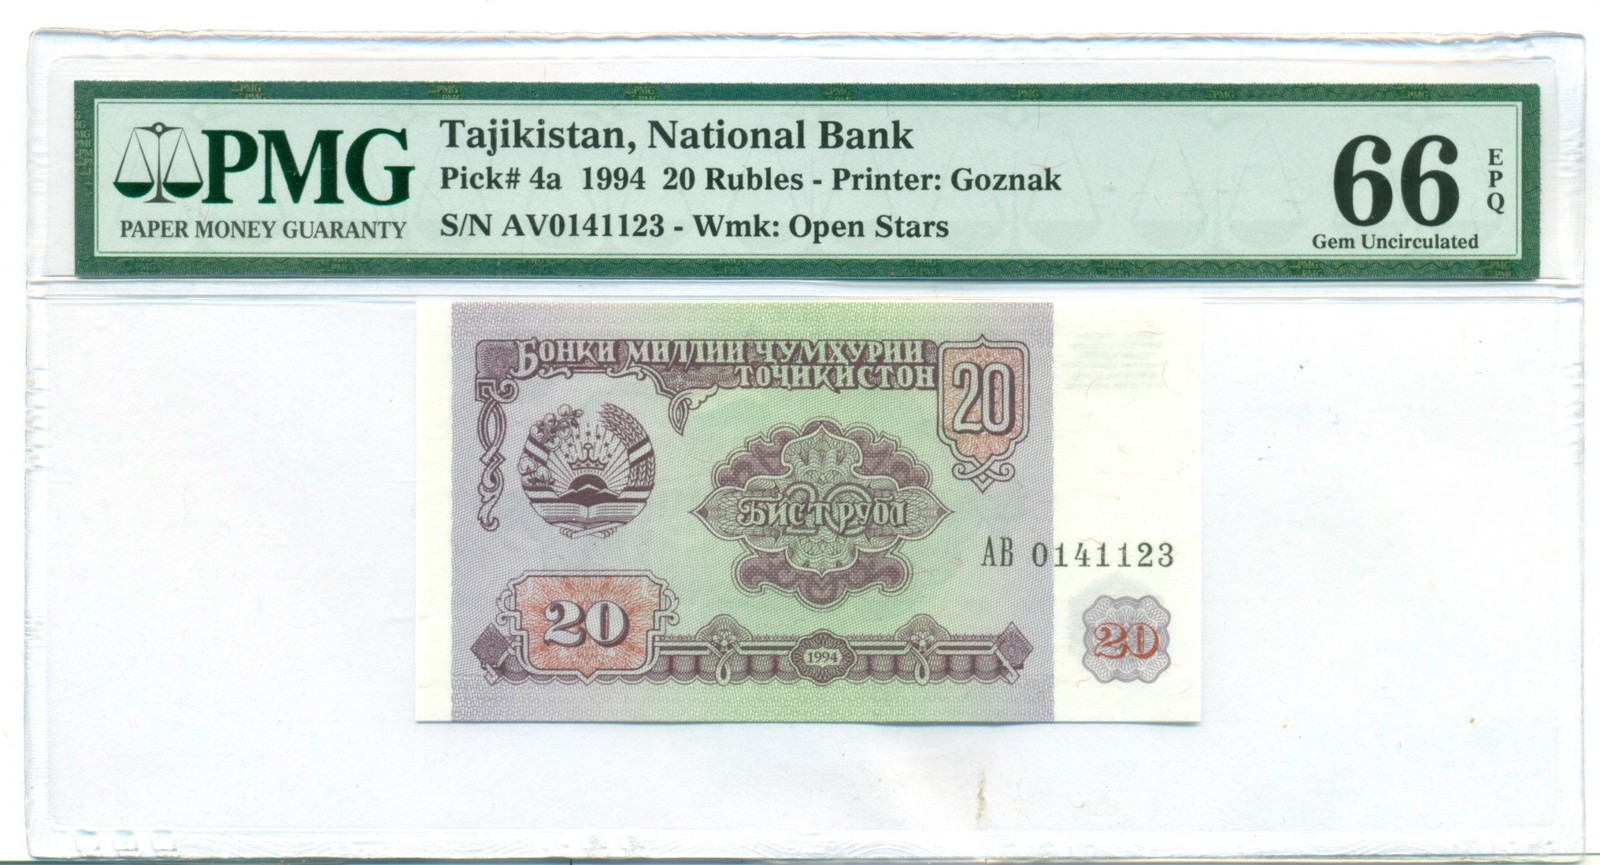 PMG
PAPER MONEY GUARANTY
Tajikistan, National Bank
Pick# 4a 1994 20 Rubles - Printer: Goznak
S/N AV0141123 - Wmk: Open Stars
66
EPQ
Gem Uncirculated
БОНКИ МИЛЛИИ ҶУМҲУРИИ
ТОҶИКИСТОН
20
20
БИСТ РУБЛ
АВ 0141123
20
1994
20